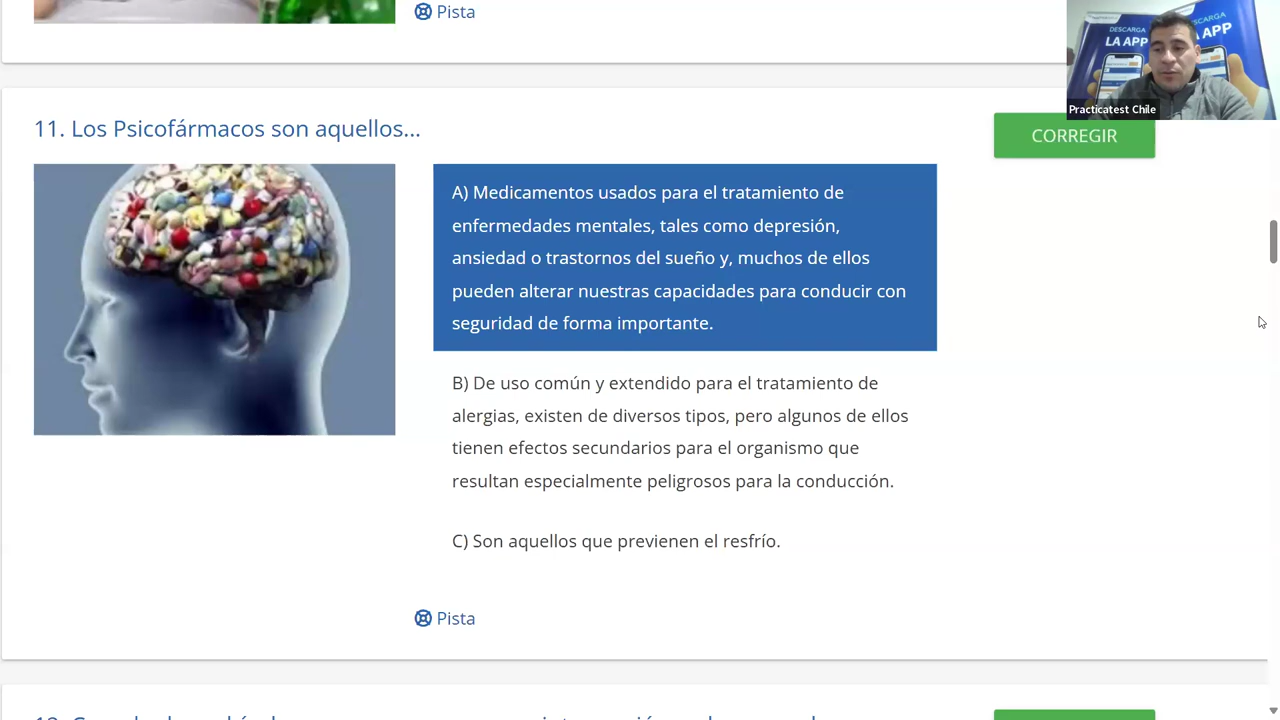 Pista
DESCARGA
LA APP
DESCARGA
LA APP
Practicatest Chile
11. Los Psicofármacos son aquellos...
CORREGIR
A) Medicamentos usados para el tratamiento de
enfermedades mentales, tales como depresión,
ansiedad o trastornos del sueño y, muchos de ellos
pueden alterar nuestras capacidades para conducir con
seguridad de forma importante.
B) De uso común y extendido para el tratamiento de
alergias, existen de diversos tipos, pero algunos de ellos
tienen efectos secundarios para el organismo que
resultan especialmente peligrosos para la conducción.
C) Son aquellos que previenen el resfrío.
Pista